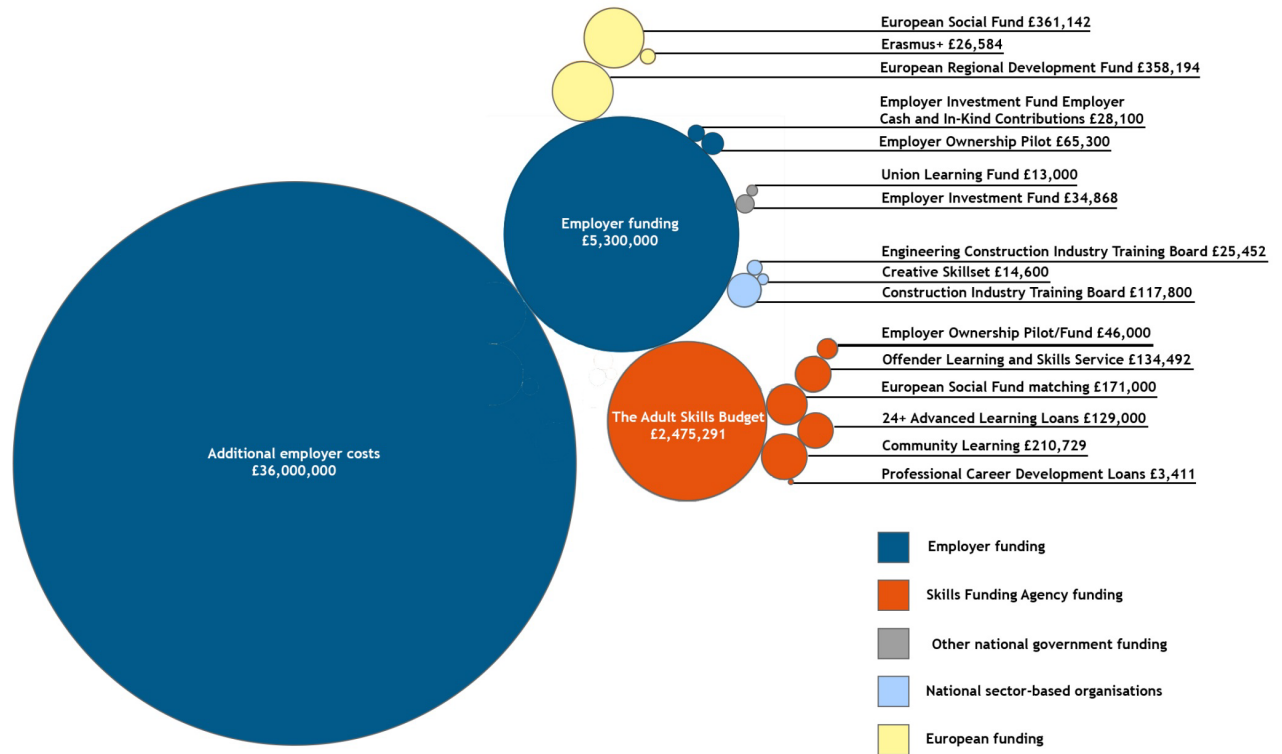 European Social Fund £361,142
Erasmus+ £26,584
European Regional Development Fund £358,194
Employer Investment Fund Employer
Cash and In-Kind Contributions £28,100
Employer Ownership Pilot £65,300
Union Learning Fund £13,000
Employer Investment Fund £34,868
Employer funding
£5,300,000
Engineering Construction Industry Training Board £25,452
Creative Skillset £14,600
Construction Industry Training Board £117,800
Employer Ownership Pilot/Fund £46,000
Offender Learning and Skills Service £134,492
European Social Fund matching £171,000
24+ Advanced Learning Loans £129,000
Community Learning £210,729
Professional Career Development Loans £3,411
The Adult Skills Budget
£2,475,291
Additional employer costs
£36,000,000
Employer funding
Skills Funding Agency funding
Other national government funding
National sector-based organisations
European funding